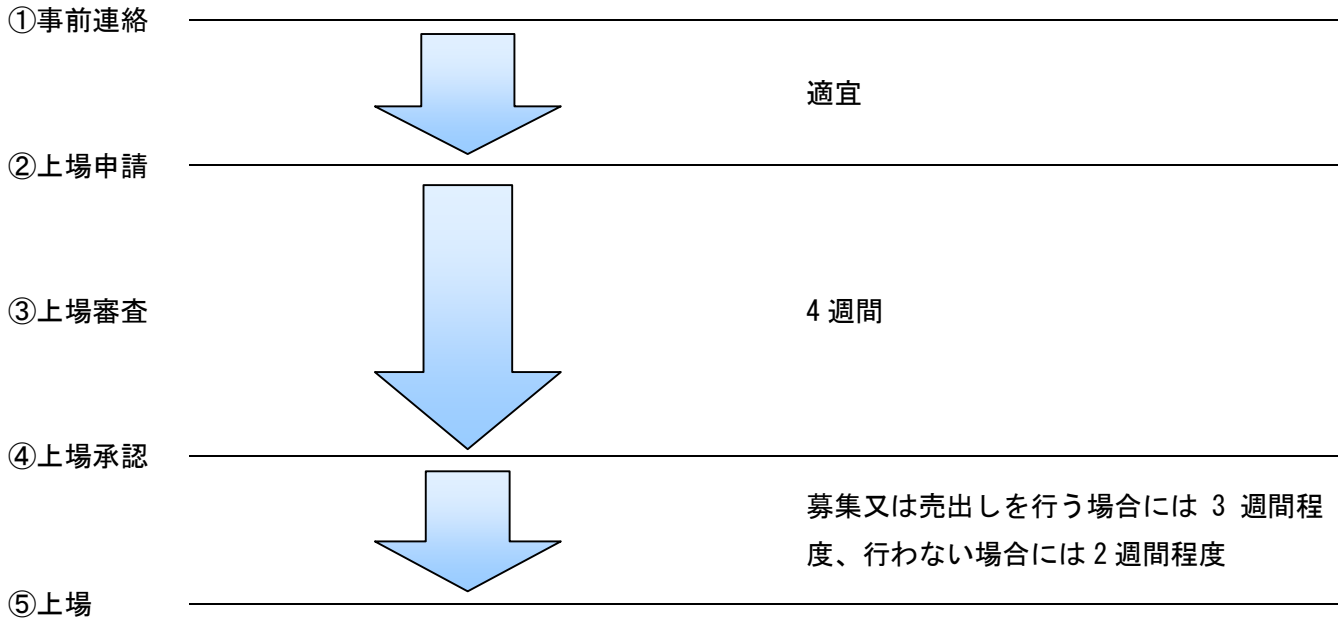 ①事前連絡
適宜
②上場申請
③上場審査
4週間
④上場承認
募集又は売出しを行う場合には 3 週間程
度、行わない場合には2週間程度
⑤上場